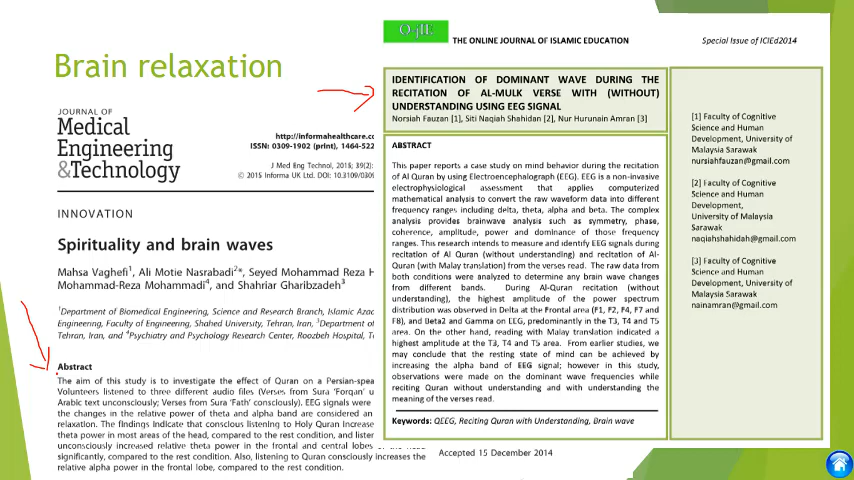 Brain relaxation
JOURNAL OF
Medical
Engineering
&Technology
http://informahealthcare.cc
ISSN: 0309-1902 (print), 1464-522
J Med Eng Technol, 2015; 39(2):
© 2015 Informa UK Ltd. DOI: 10.3109/0309
INNOVATION
Spirituality and brain waves
Mahsa Vaghefi1, Ali Motie Nasrabadi2*, Seyed Mohammad Reza H
Mohammad-Reza Mohammadi4, and Shahriar Gharibzadeh3
1Department of Biomedical Engineering, Science and Research Branch, Islamic Azac
Engineering, Faculty of Engineering, Shahed University, Tehran, Iran, 3Department of
Tehran, Iran, and 4Psychiatry and Psychology Research Center, Roozbeh Hospital, Te
Abstract
The aim of this study is to investigate the effect of Quran on a Persian-spea
Volunteers listened to three different audio files (Verses from Sura 'Forqan' u
Arabic text unconsciously; Verses from Sura 'Fath' consciously). EEG signals were
the changes in the relative power of theta and alpha band are considered an
relaxation. The findings indicate that conscious listening to Holy Quran increase
theta power in most areas of the head, compared to the rest condition, and listen
unconsciously increased relative theta power in the frontal and central lobes of the head
significantly, compared to the rest condition. Also, listening to Quran consciously increases the
relative alpha power in the frontal lobe, compared to the rest condition.
O-jIE
THE ONLINE JOURNAL OF ISLAMIC EDUCATION
Special Issue of ICIEd2014
IDENTIFICATION OF DOMINANT WAVE DURING THE
RECITATION OF AL-MULK VERSE WITH (WITHOUT)
UNDERSTANDING USING EEG SIGNAL
Norsiah Fauzan [1], Siti Naqiah Shahidan [2], Nur Hurunain Amran [3]
ABSTRACT
This paper reports a case study on mind behavior during the recitation
of Al Quran by using Electroencephalograph (EEG). EEG is a non-invasive
electrophysiological assessment that applies computerized
mathematical analysis to convert the raw waveform data into different
frequency ranges including delta, theta, alpha and beta. The complex
analysis provides brainwave analysis such as symmetry, phase,
coherence, amplitude, power and dominance of those frequency
ranges. This research intends to measure and identify EEG signals during
recitation of Al Quran (without understanding) and recitation of Al-
Quran (with Malay translation) from the verses read. The raw data from
both conditions were analyzed to determine any brain wave changes
from different bands. During Al-Quran recitation (without
understanding), the highest amplitude of the power spectrum
distribution was observed in Delta at the Frontal area (F1, F2, F4, F7 and
F8), and Beta2 and Gamma on EEG, predominantly in the T3, T4 and T5
area. On the other hand, reading with Malay translation indicated a
highest amplitude at the T3, T4 and T5 area. From earlier studies, we
may conclude that the resting state of mind can be achieved by
increasing the alpha band of EEG signal; however in this study,
observations were made on the dominant wave frequencies while
reciting Quran without understanding and with understanding the
meaning of the verses read.
Keywords: QEEG, Reciting Quran with Understanding, Brain wave
[1] Faculty of Cognitive
Science and Human
Development, University of
Malaysia Sarawak
nursiahfauzan@gmail.com
[2] Faculty of Cognitive
Science and Human
Development,
University of Malaysia
Sarawak
naqiahshahidah@gmail.com
[3] Faculty of Cognitive
Science and Human
Development, University of
Malaysia Sarawak
nainamran@gmail.com
Accepted 15 December 2014